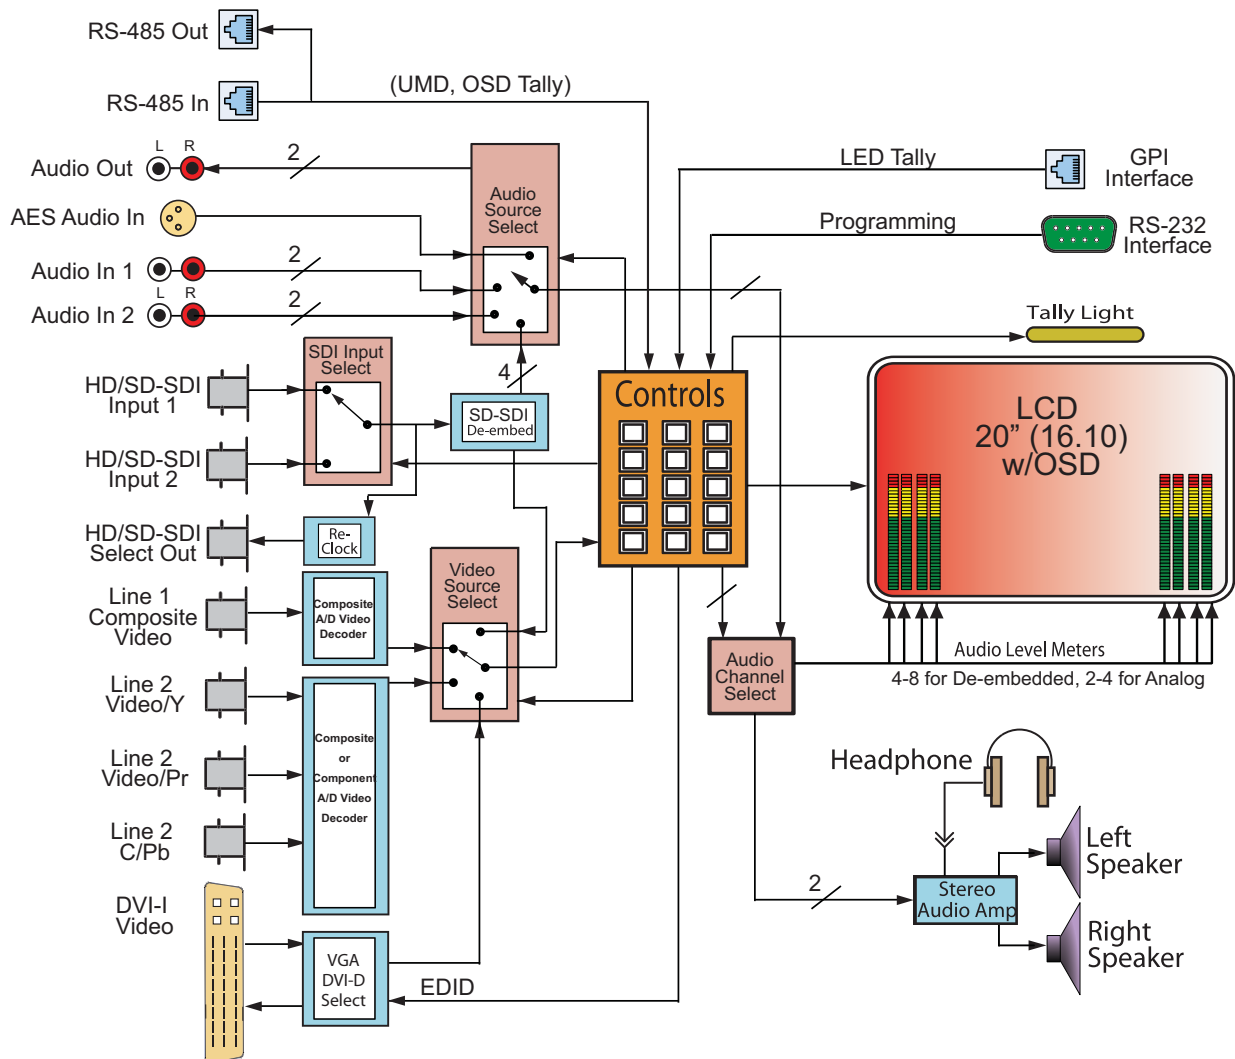 RS-485 Out
RS-485 In
(UMD, OSD Tally)
L R
Audio Out
2
AES Audio In
Audio In 1
2
L R
Audio In 2
2
Audio
Source
Select
LED Tally
GPI
Interface
Programming
RS-232
Interface
Tally Light
HD/SD-SDI
Input 1
HD/SD-SDI
Input 2
SDI Input
Select
4
SD-SDI
De-embed
Controls
LCD
20” (16.10)
w/OSD
HD/SD-SDI
Select Out
Re-
Clock
Line 1
Composite
Video
Composite
A/D Video
Decoder
Video
Source
Select
Line 2
Video/Y
Line 2
Video/Pr
Line 2
C/Pb
Composite
or
Component
A/D Video
Decoder
Audio
Channel
Select
Audio Level Meters
4-8 for De-embedded, 2-4 for Analog
Headphone
Left
Speaker
2
Stereo
Audio Amp
Right
Speaker
DVI-I
Video
VGA
DVI-D
Select
EDID